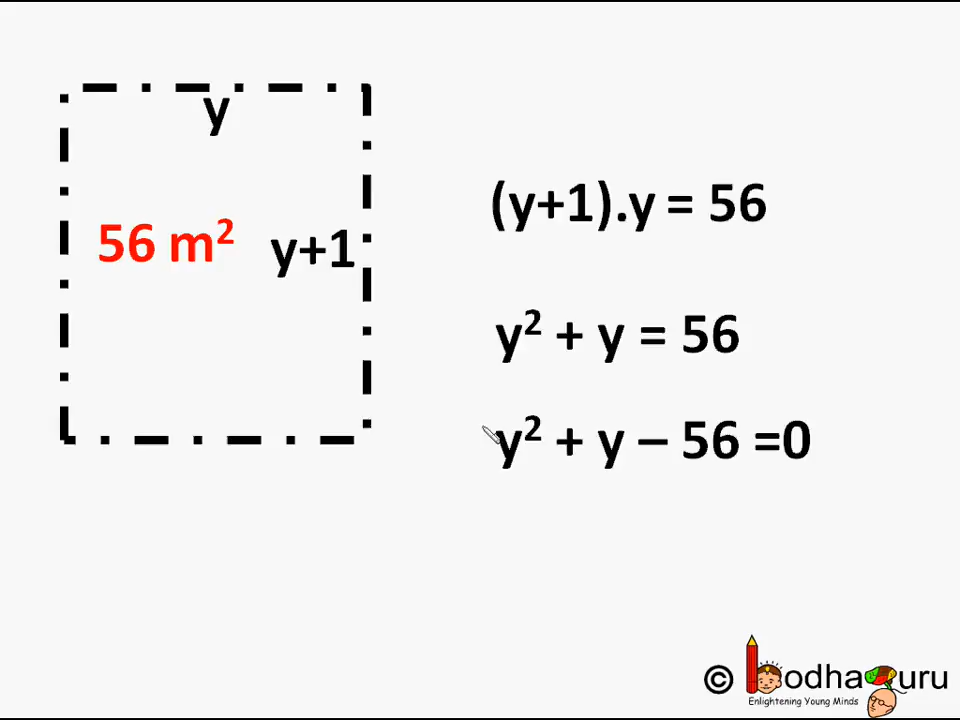 y
56 m² y+1
(y+1).y = 56
y² + y = 56
y² + y – 56 =0
© bodhaGuru
Enlightening Young Minds